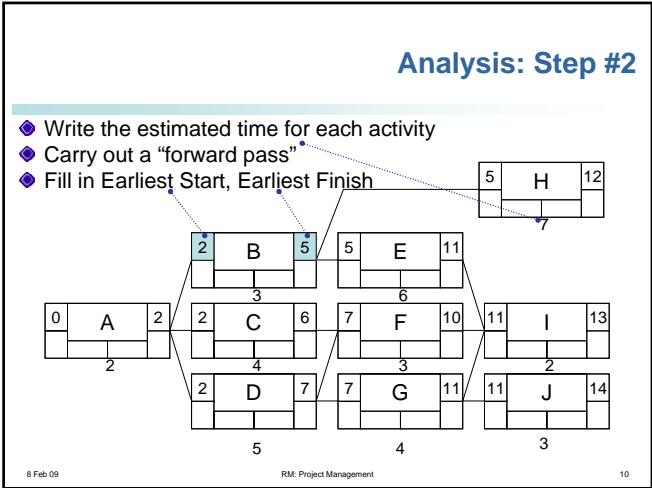 Analysis: Step #2
Write the estimated time for each activity
Carry out a “forward pass”
Fill in Earliest Start, Earliest Finish
5 H 12
7
2 B 5 5 E 11
3 6
0 A 2 2 C 6 7 F 10 11 I 13
2 4 3 2
2 D 7 7 G 11 11 J 14
5 4 3
8 Feb 09 RM: Project Management 10